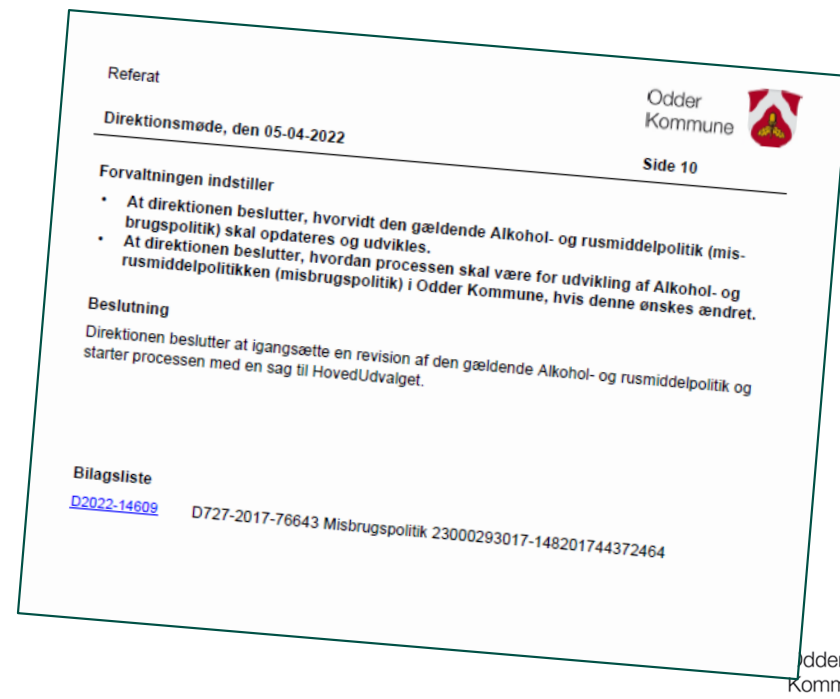 Referat
Odder
Kommune
Direktionsmøde, den 05-04-2022
Side 10
Forvaltningen indstiller
• At direktionen beslutter, hvorvidt den gældende Alkohol- og rusmiddelpolitik (mis-
brugspolitik) skal opdateres og udvikles.
• At direktionen beslutter, hvordan processen skal være for udvikling af Alkohol- og
rusmiddelpolitikken (misbrugspolitik) i Odder Kommune, hvis denne ønskes ændret.
Beslutning
Direktionen beslutter at igangsætte en revision af den gældende Alkohol- og rusmiddelpolitik og
starter processen med en sag til HovedUdvalget.
Bilagsliste
D2022-14609 D727-2017-76643 Misbrugspolitik 23000293017-148201744372464